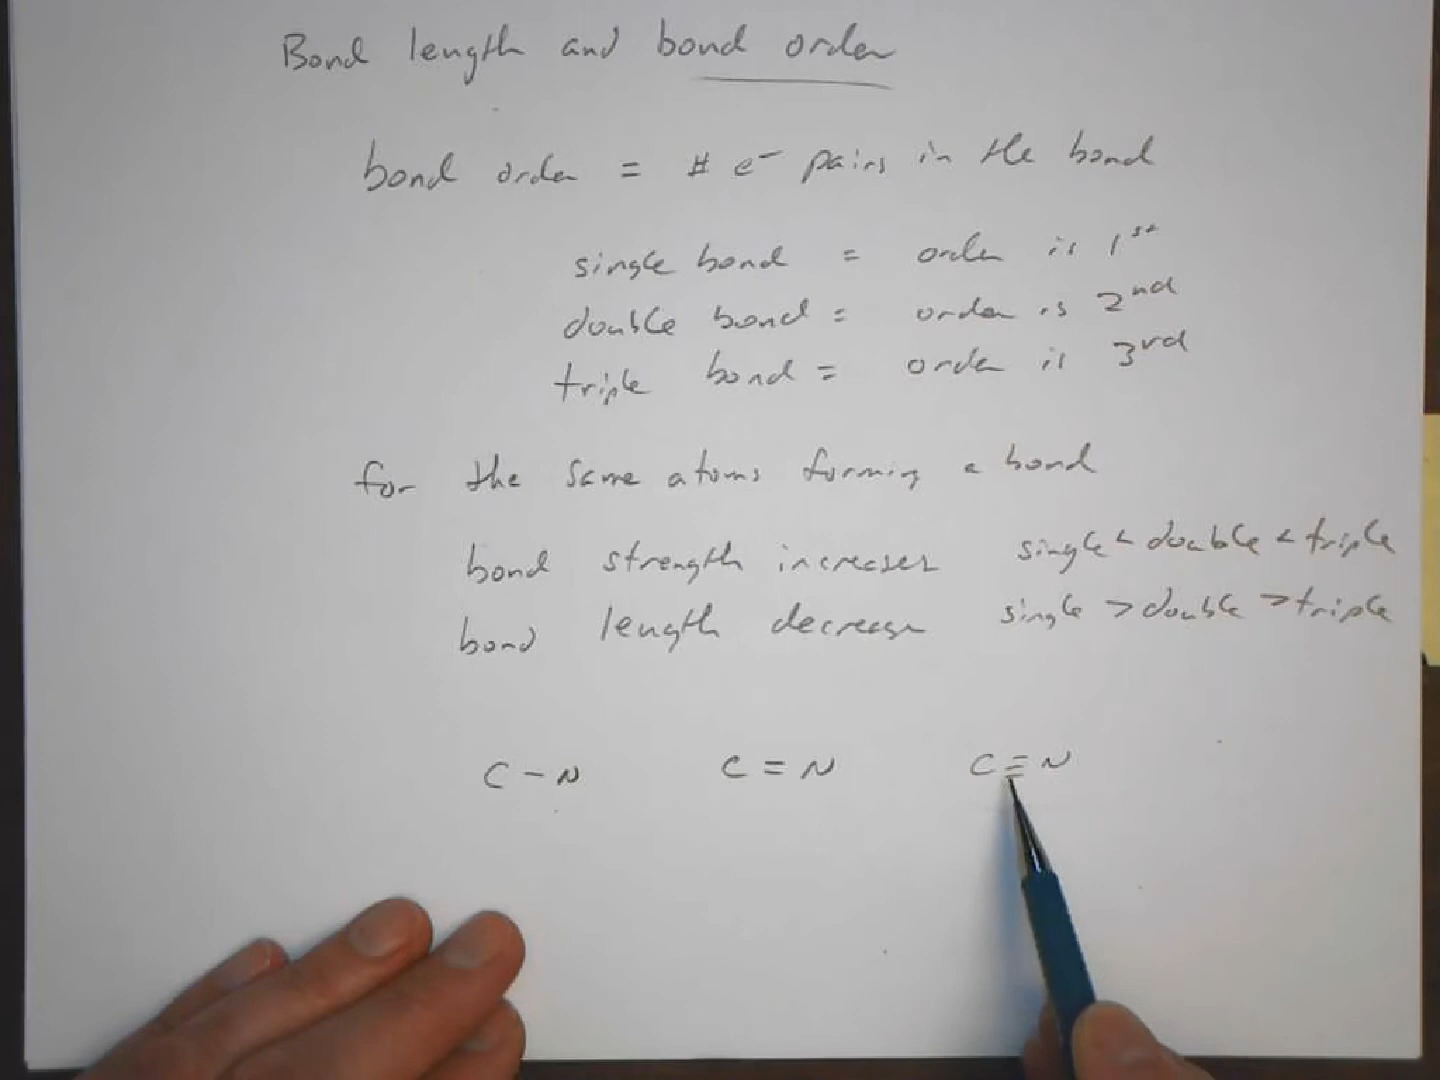 Bond length and bond order
bond order = # e⁻ pairs in the bond
single bond = order is 1st
double bond = order is 2nd
triple bond = order is 3rd
for the same atoms forming a bond
bond strength increases single < double < triple
bond length decrease single > double > triple
C - N C = N C ≡ N